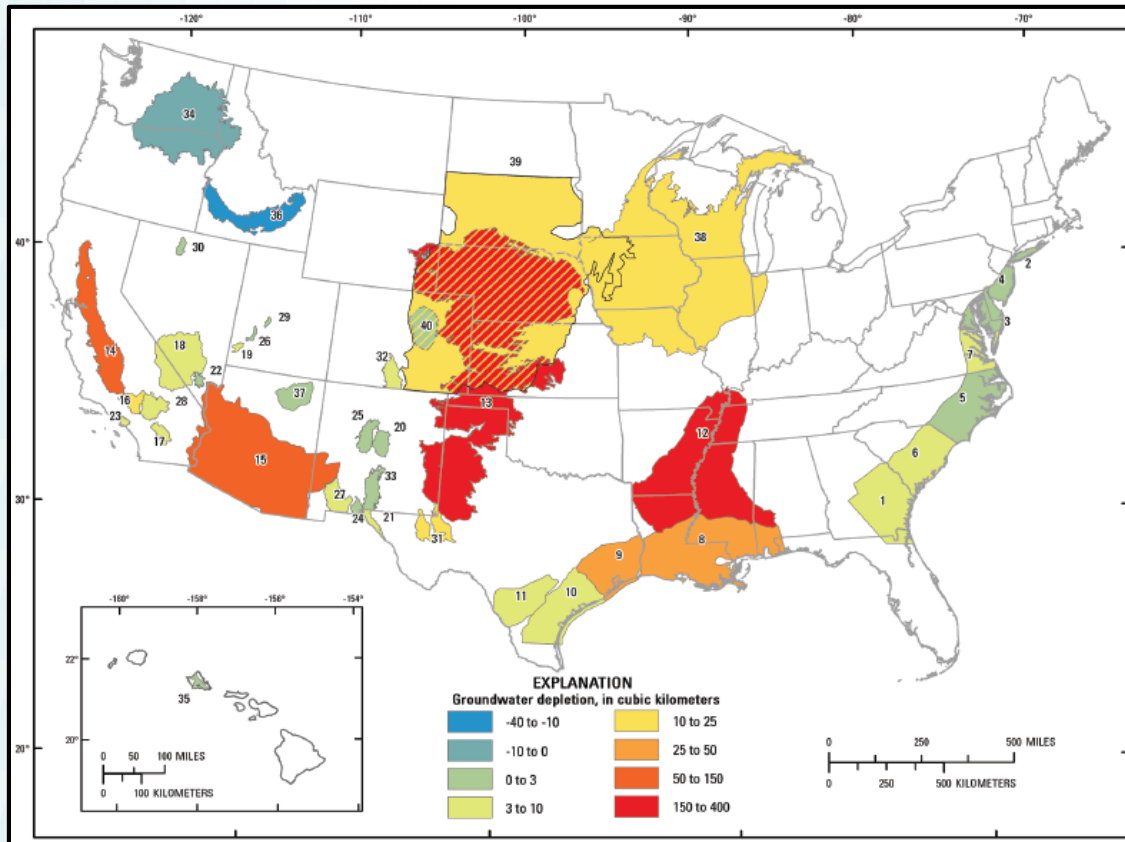 -120° -110° -100° -90° -80° -70°
39
34
36
38
40°
30
2
4
3
29
26
19
40
18
14
7
32
22
37
16
28
23
17
13
5
25
20
12
15
6
33
27
1
30°
24
21
31
8
9
11
10
-160° -158° -156° -154°
22°
35
20°
0 50 100 MILES
0 100 KILOMETERS
20°
EXPLANATION
Groundwater depletion, in cubic kilometers
-40 to -10
10 to 25
-10 to 0
25 to 50
0 to 3
50 to 150
3 to 10
150 to 400
0 250 500 MILES
0 250 500 KILOMETERS